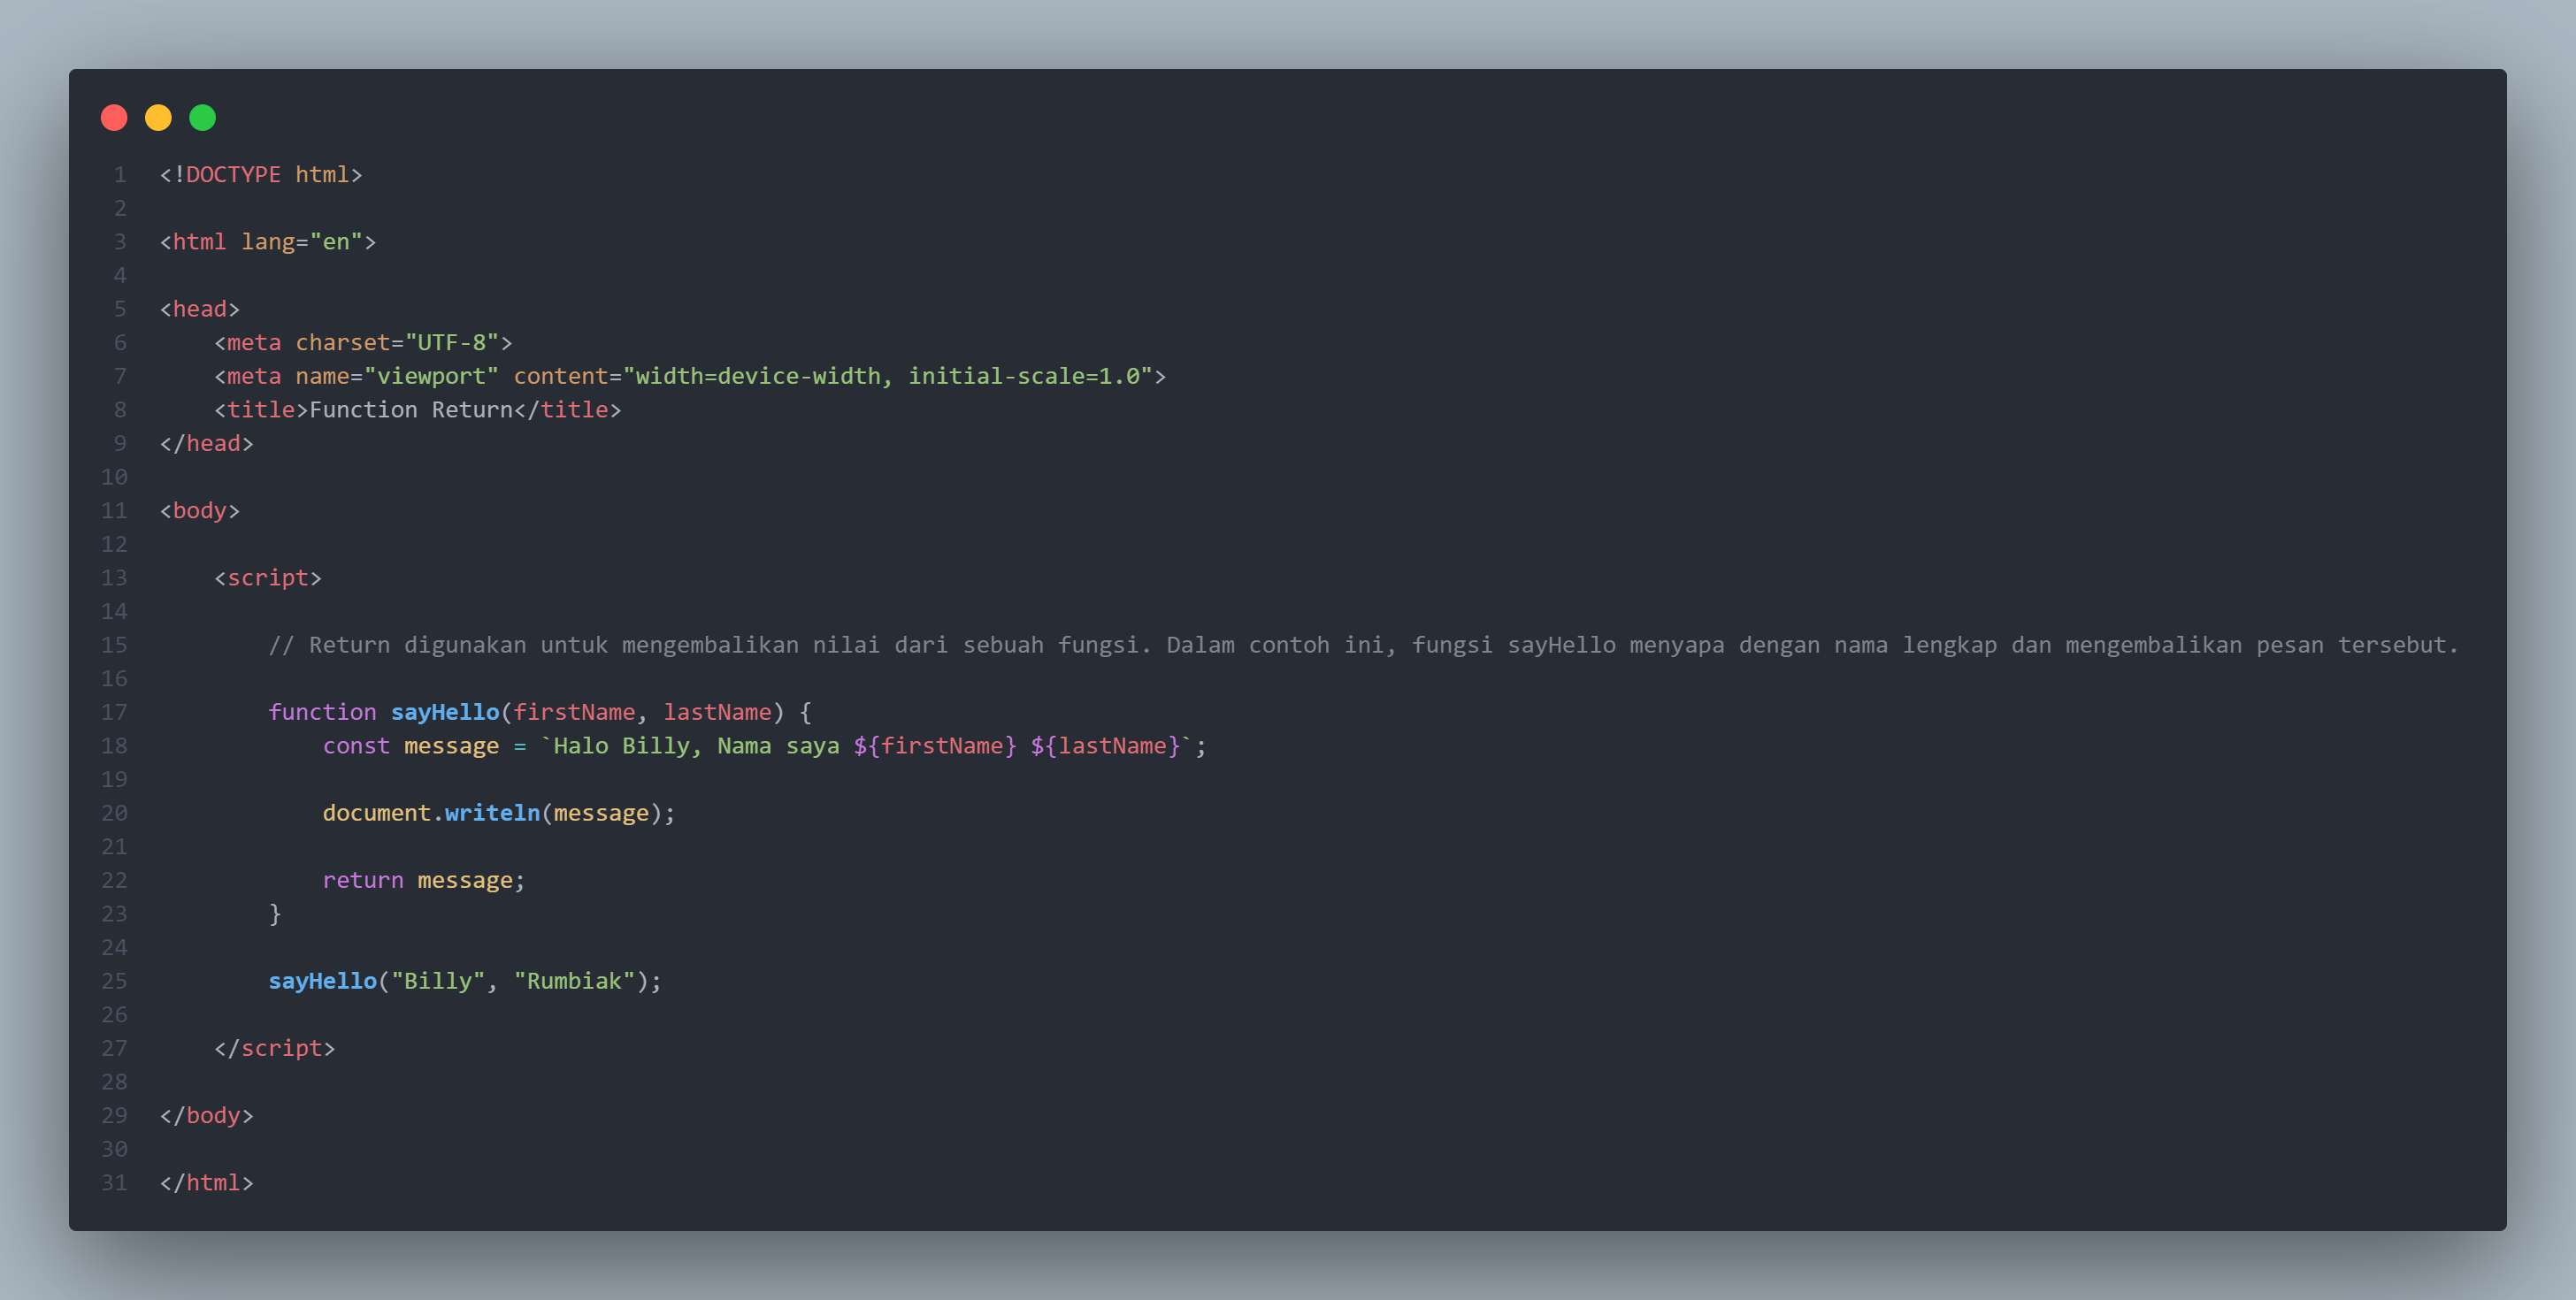 1 <!DOCTYPE html>
2
3 <html lang="en">
4
5 <head>
6     <meta charset="UTF-8">
7     <meta name="viewport" content="width=device-width, initial-scale=1.0">
8     <title>Function Return</title>
9 </head>
10
11 <body>
12
13     <script>
14
15         // Return digunakan untuk mengembalikan nilai dari sebuah fungsi. Dalam contoh ini, fungsi sayHello menyapa dengan nama lengkap dan mengembalikan pesan tersebut.
16
17         function sayHello(firstName, lastName) {
18             const message = `Halo Billy, Nama saya ${firstName} ${lastName}`;
19
20             document.writeln(message);
21
22             return message;
23         }
24
25         sayHello("Billy", "Rumbiak");
26
27     </script>
28
29 </body>
30
31 </html>